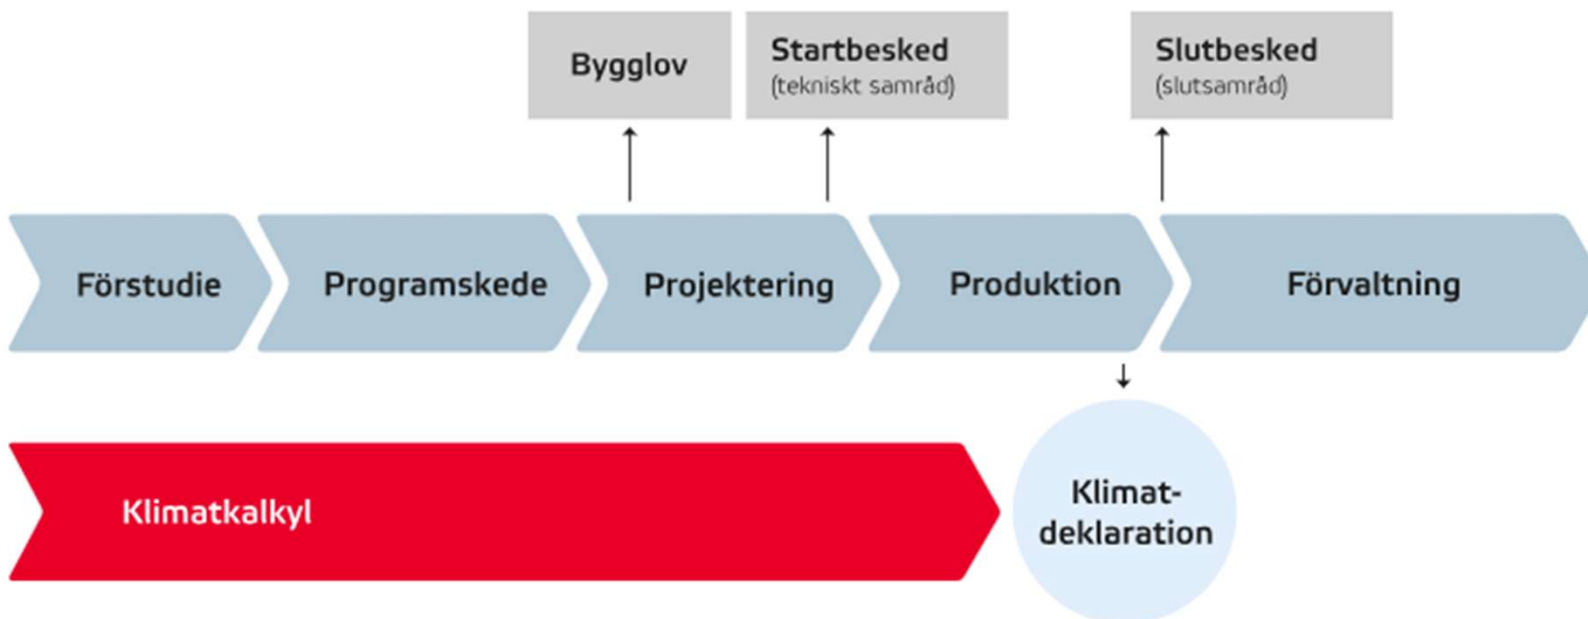 Bygglov
Startbesked
(tekniskt samråd)
Slutbesked
(slutsamråd)
Förstudie
Programskede
Projektering
Produktion
Förvaltning
Klimatkalkyl
Klimat-
deklaration